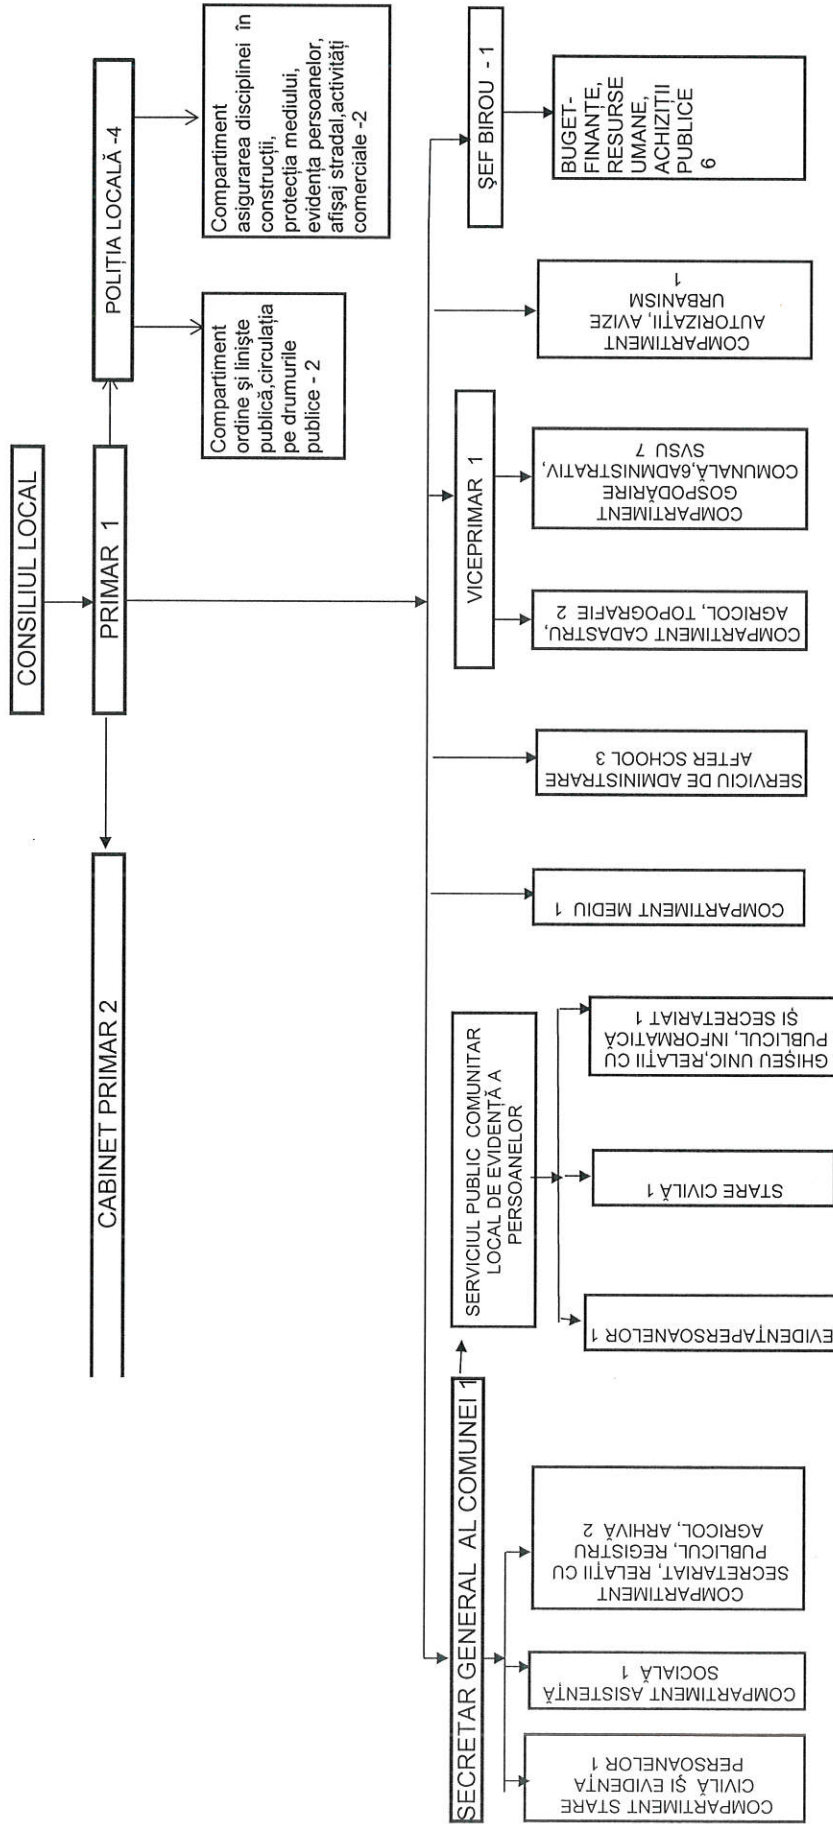 CONSILIUL LOCAL
PRIMAR 1
CABINET PRIMAR 2
POLIȚIA LOCALĂ -4
Compartiment
ordine și liniște
publică,circulația
pe drumurile
publice - 2
Compartiment
asigurarea disciplinei în
construcții,
protecția mediului,
evidența persoanelor,
afișaj stradal,activități
comerciale -2
SECRETAR GENERAL AL COMUNEI 1
COMPARTIMENT STARE
CIVILĂ ȘI EVIDENȚA
PERSOANELOR 1
COMPARTIMENT ASISTENȚĂ
SOCIALĂ 1
COMPARTIMENT
SECRETARIAT, RELAȚII CU
PUBLICUL, REGISTRU
AGRICOL, ARHIVĂ 2
SERVICIUL PUBLIC COMUNITAR
LOCAL DE EVIDENȚĂ A
PERSOANELOR
EVIDENȚAPERSOANELOR 1
STARE CIVILĂ 1
GHIȘEU UNIC,RELAȚII CU
PUBLICUL, INFORMATICĂ
ȘI SECRETARIAT 1
COMPARTIMENT MEDIU 1
SERVICIU DE ADMINISTRARE
AFTER SCHOOL 3
VICEPRIMAR 1
COMPARTIMENT CADASTRU,
AGRICOL, TOPOGRAFIE 2
COMPARTIMENT
GOSPODĂRIRE
COMUNALĂ,6ADMINISTRATIV,
SVSU 7
COMPARTIMENT
AUTORIZAȚII, AVIZE,
URBANISM
1
ȘEF BIROU - 1
BUGET-
FINANȚE,
RESURSE
UMANE,
ACHIZIȚII
PUBLICE
6